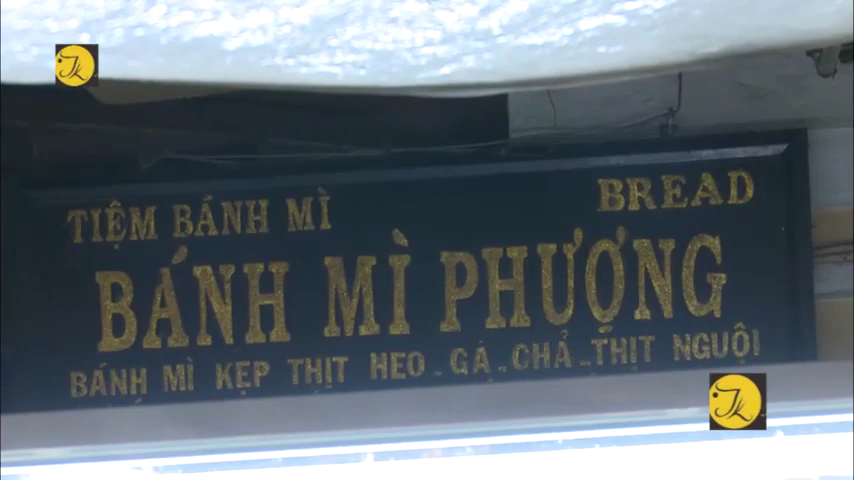 TIỆM BÁNH MÌ BREAD
BÁNH MÌ PHƯỢNG
BÁNH MÌ KẸP THỊT HEO - GÀ - CHẢ - THỊT NGUỘI